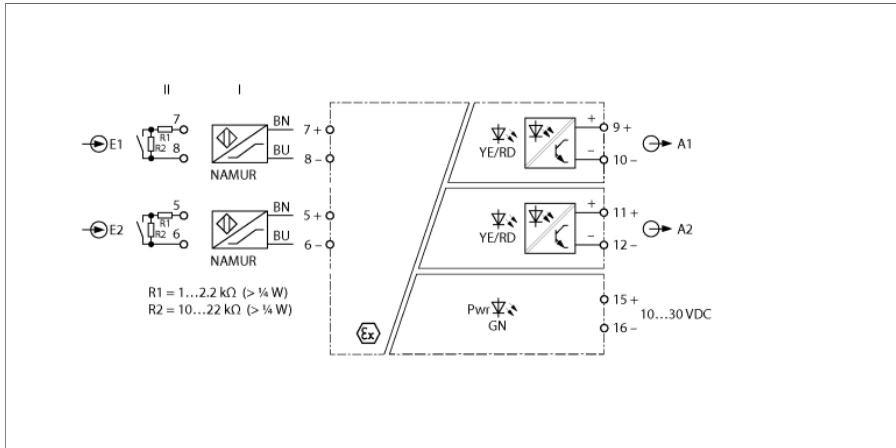 II I
E1
7
R1
R2
8
NAMUR
BN
BU
7 +
8 –
YE/RD
+
–
9 +
10 –
A1
E2
5
R1
R2
6
NAMUR
BN
BU
5 +
6 –
YE/RD
+
–
11 +
12 –
A2
R1 = 1...2.2 kΩ (> ¼ W)
R2 = 10...22 kΩ (> ¼ W)
Ex
Pwr
GN
15 +
16 –
10...30 VDC